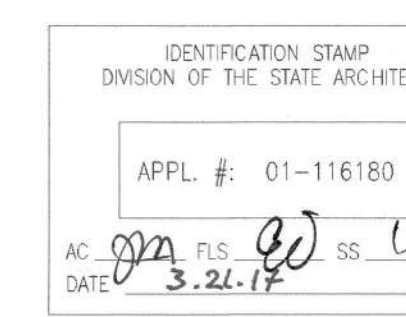 IDENTIFICATION STAMP
DIVISION OF THE STATE ARCHITE
APPL. #: 01-116180
AC FLS SS
DATE 3.21.17